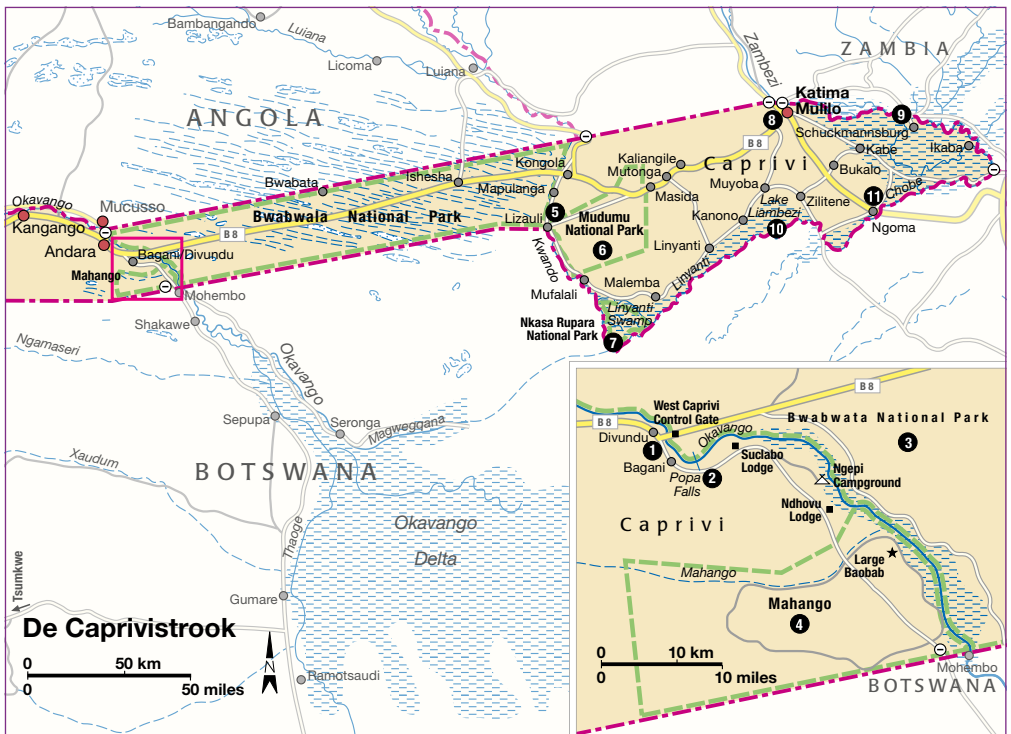 Bambangando
Luiana
Licoma
Luiana
ANGOLA
Zambezi
ZAMBIA
Katima
Mulilo
8
9
Schuckmannsburg
Kabe
Ikaba
B8
Kongola
Kaliangile
Caprivi
Bukalo
Bwabata
Ishesha
Mapulanga
Mutonga
Masida
Muyoba
Zilitene
Chobe
11
Ngoma
Okavango
Mucusso
Kangango
Andara
Bwabwala National Park
B8
Lizauli
5
Mudumu
National Park
6
Kanono
Lake
Liambezi
10
Bagani/Divundu
Mahango
Mohembo
Kwando
Linyanti
Linyanti
Mufalali
Malemba
Linyanti
Swamp
Nkasa Rupara
National Park
7
Shakawe
Ngamaseri
Okavango
Sepupa
Seronga
Maqweggana
Xaudum
BOTSWANA
Okavango
Delta
Thaoge
Tsumkwe
Gumare
Ramotsaudi
De Caprivistrook
N
0 50 km
0 50 miles
B8
B8
West Caprivi
Control Gate
Bwabwata National Park
3
Divundu
1
Okavango
Bagani
Popa
Falls
2
Suclabo
Lodge
Ngepi
Campground
Ndhovu
Lodge
Caprivi
Large
Baobab
Mahango
Mahango
4
0 10 km
0 10 miles
Mohembo
BOTSWANA